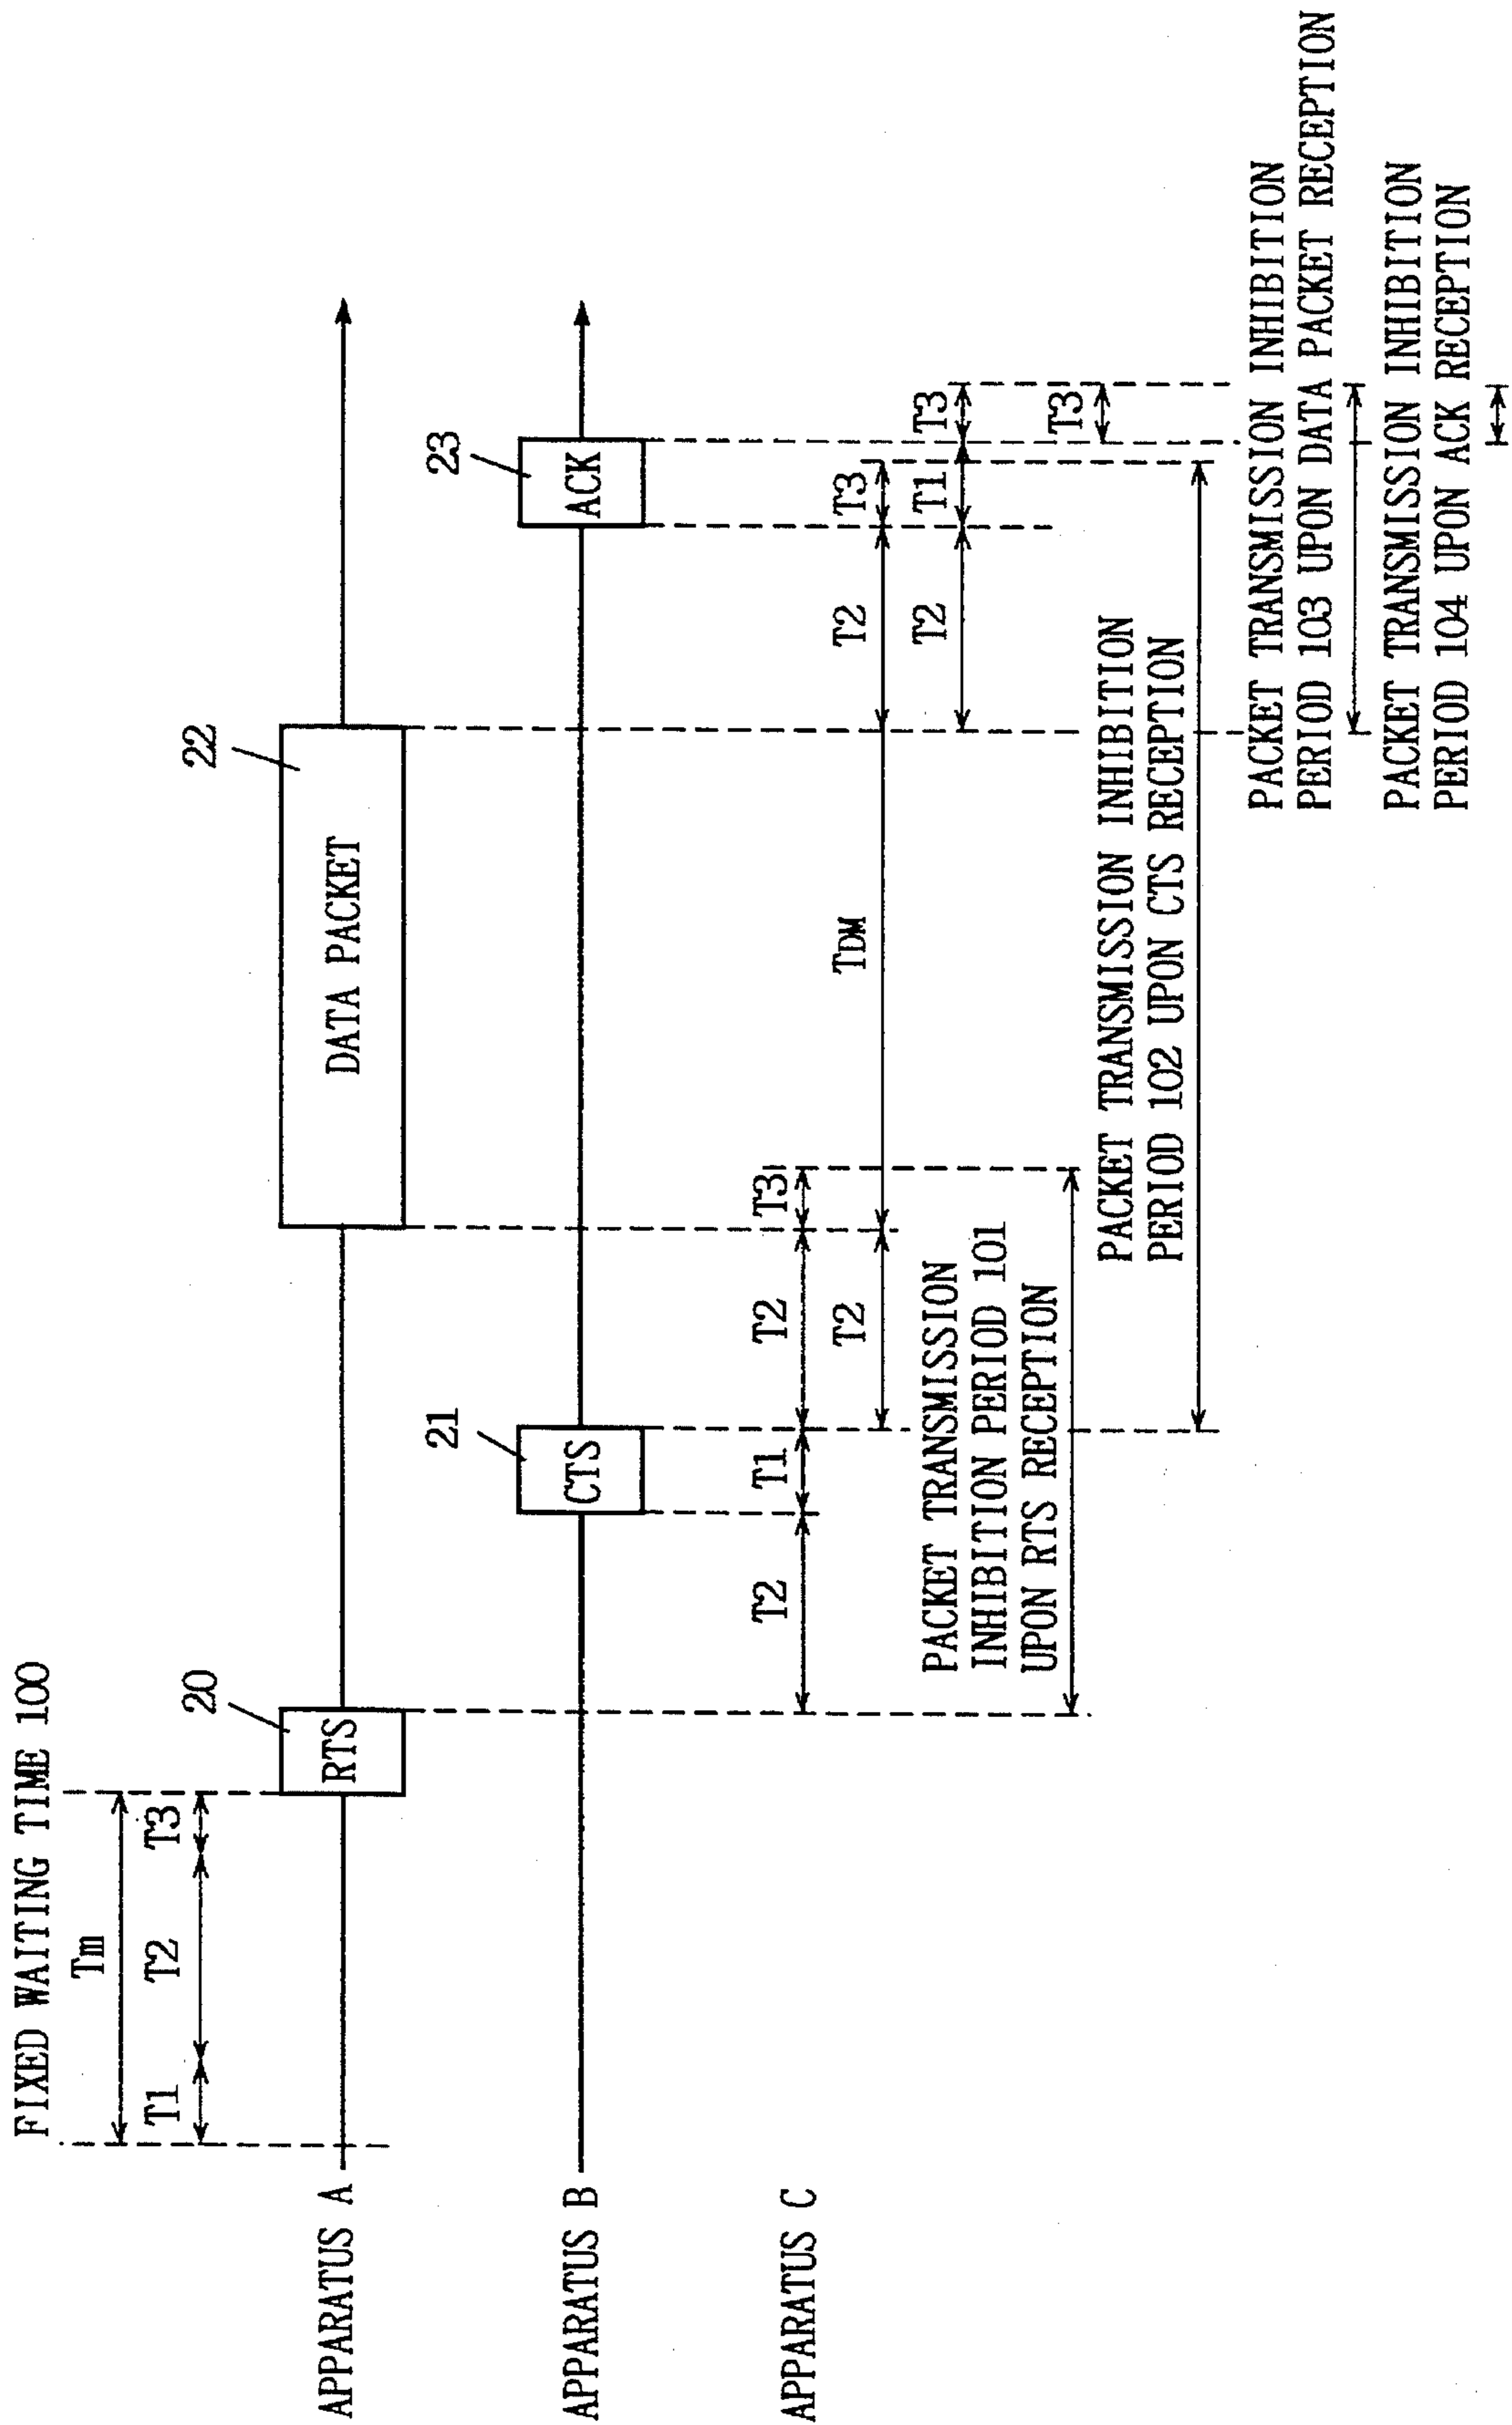 FIXED WAITING TIME 100
Tm
T1 T2 T3
20
22
APPARATUS A
RTS
DATA PACKET
21
23
APPARATUS B
CTS
ACK
APPARATUS C
T2 T1 T2 T3
T2 TDM T2 T3
T2 T1 T3
T3
PACKET TRANSMISSION
INHIBITION PERIOD 101
UPON RTS RECEPTION
PACKET TRANSMISSION INHIBITION
PERIOD 102 UPON CTS RECEPTION
PACKET TRANSMISSION INHIBITION
PERIOD 103 UPON DATA PACKET RECEPTION
PACKET TRANSMISSION INHIBITION
PERIOD 104 UPON ACK RECEPTION